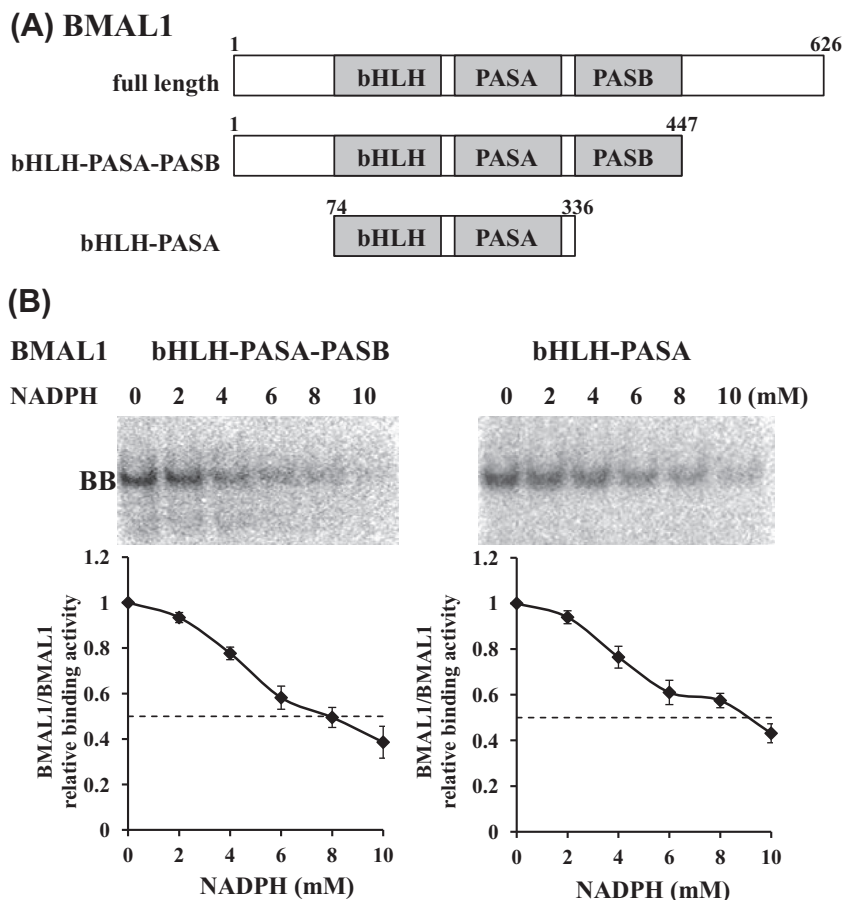 (A) BMAL1
1 626
full length bHLH PASA PASB
1 447
bHLH-PASA-PASB bHLH PASA PASB
74 336
bHLH-PASA bHLH PASA
(B)
BMAL1 bHLH-PASA-PASB bHLH-PASA
NADPH 0 2 4 6 8 10 0 2 4 6 8 10 (mM)
BB
BMAL1/BMAL1
relative binding activity
1.2
1
0.8
0.6
0.4
0.2
0
0 2 4 6 8 10
NADPH (mM)
BMAL1/BMAL1
relative binding activity
1.2
1
0.8
0.6
0.4
0.2
0
0 2 4 6 8 10
NADPH (mM)